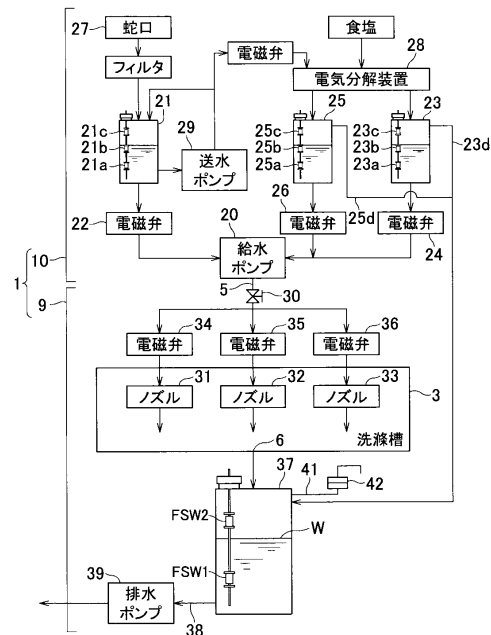 27
蛇口
フィルタ
電磁弁
食塩
28
電気分解装置
21
21c
21b
21a
29
送水
ポンプ
25
25c
25b
25a
23
23c
23b
23a
23d
22
電磁弁
20
給水
ポンプ
26
電磁弁
25d
電磁弁
24
10
1
9
5
30
34
電磁弁
35
電磁弁
36
電磁弁
31
ノズル
32
ノズル
33
ノズル
3
洗滌槽
6
37
41
42
FSW2
W
FSW1
39
排水
ポンプ
38